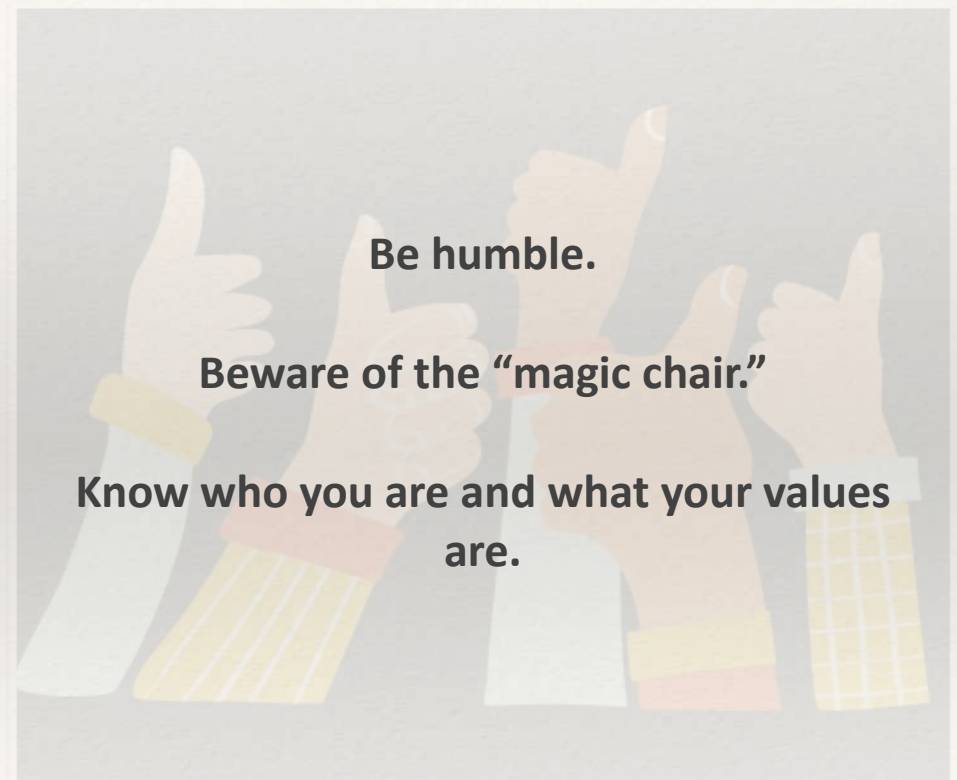 Be humble.
Beware of the “magic chair.”
Know who you are and what your values
are.